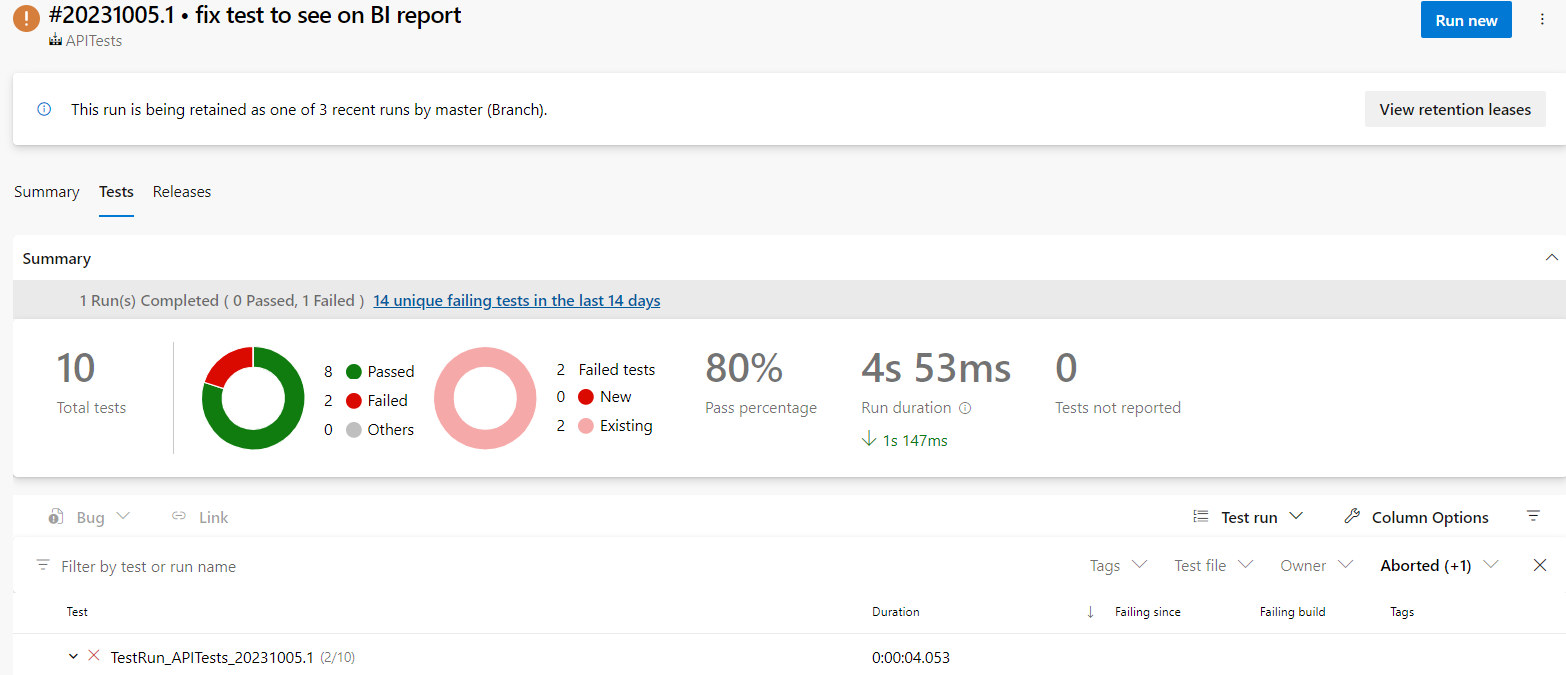 #20231005.1 • fix test to see on BI report
Run new
APITests
This run is being retained as one of 3 recent runs by master (Branch).
View retention leases
Summary Tests Releases
Summary
1 Run(s) Completed ( 0 Passed, 1 Failed ) 14 unique failing tests in the last 14 days
10
Total tests
8 Passed
2 Failed
0 Others
2 Failed tests
0 New
2 Existing
80%
Pass percentage
4s 53ms
Run duration
1s 147ms
0
Tests not reported
Bug Link Test run Column Options
Filter by test or run name Tags Test file Owner Aborted (+1)
Test Duration Failing since Failing build Tags
TestRun_APITests_20231005.1 (2/10) 0:00:04.053